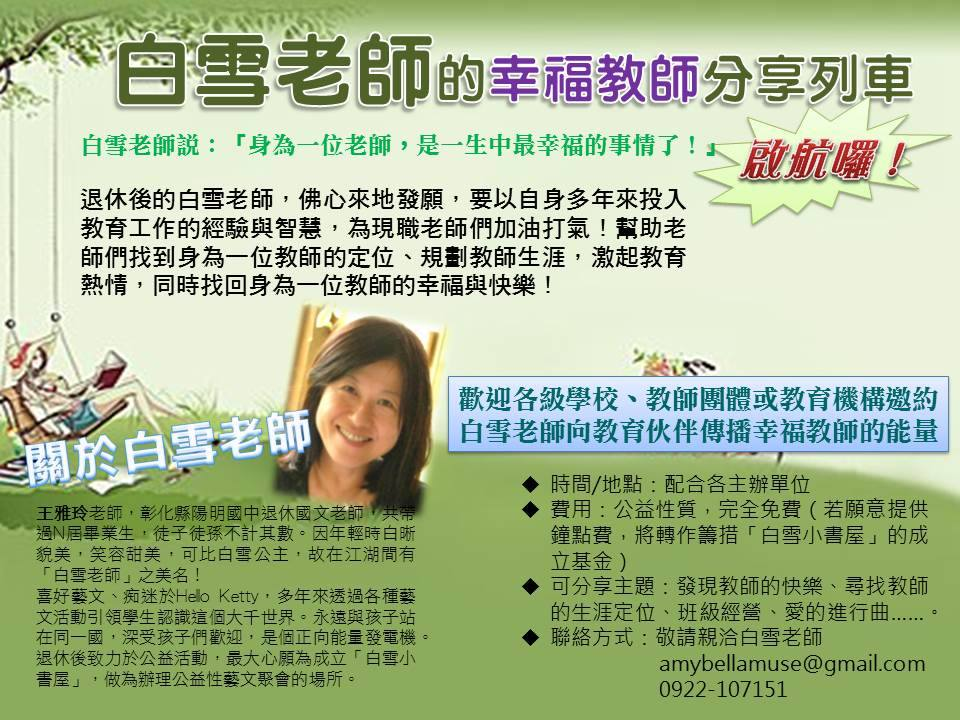 白雪老師的幸福教師分享列車
白雪老師説：「身為一位老師，是一生中最幸福的事情了！」
啟航囉！
退休後的白雪老師，佛心來地發願，要以自身多年來投入
教育工作的經驗與智慧，為現職老師們加油打氣！幫助老
師們找到身為一位教師的定位、規劃教師生涯，激起教育
熱情，同時找回身為一位教師的幸福與快樂！
關於白雪老師
王雅玲老師，彰化縣陽明國中退休國文老師，共帶
過N屆畢業生，徒子徒孫不計其數。因年輕時白晰
貌美，笑容甜美，可比白雪公主，故在江湖間有
「白雪老師」之美名！
喜好藝文、痴迷於Hello Ketty，多年來透過各種藝
文活動引領學生認識這個大千世界。永遠與孩子站
在同一國，深受孩子們歡迎，是個正向能量發電機。
退休後致力於公益活動，最大心願為成立「白雪小
書屋」，做為辦理公益性藝文聚會的場所。
歡迎各級學校、教師團體或教育機構邀約
白雪老師向教育伙伴傳播幸福教師的能量
◆ 時間/地點：配合各主辦單位
◆ 費用：公益性質，完全免費（若願意提供
鐘點費，將轉作籌措「白雪小書屋」的成
立基金）
◆ 可分享主題：發現教師的快樂、尋找教師
的生涯定位、班級經營、愛的進行曲……。
◆ 聯絡方式：敬請親洽白雪老師
amybellamuse@gmail.com
0922-107151